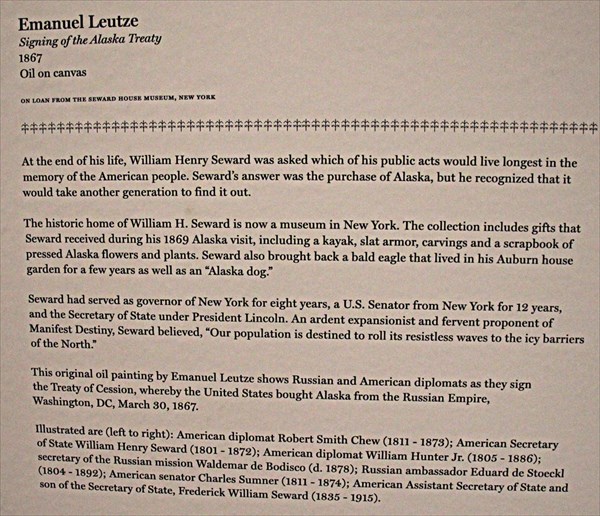 Emanuel Leutze
Signing of the Alaska Treaty
1867
Oil on canvas
ON LOAN FROM THE SEWARD HOUSE MUSEUM, NEW YORK
At the end of his life, William Henry Seward was asked which of his public acts would live longest in the
memory of the American people. Seward's answer was the purchase of Alaska, but he recognized that it
would take another generation to find it out.
The historic home of William H. Seward is now a museum in New York. The collection includes gifts that
Seward received during his 1869 Alaska visit, including a kayak, slat armor, carvings and a scrapbook of
pressed Alaska flowers and plants. Seward also brought back a bald eagle that lived in his Auburn house
garden for a few years as well as an "Alaska dog."
Seward had served as governor of New York for eight years, a U.S. Senator from New York for 12 years,
and the Secretary of State under President Lincoln. An ardent expansionist and fervent proponent of
Manifest Destiny, Seward believed, "Our population is destined to roll its resistless waves to the icy barriers
of the North."
This original oil painting by Emanuel Leutze shows Russian and American diplomats as they sign
the Treaty of Cession, whereby the United States bought Alaska from the Russian Empire,
Washington, DC, March 30, 1867.
Illustrated are (left to right): American diplomat Robert Smith Chew (1811 - 1873); American Secretary
of State William Henry Seward (1801 - 1872); American diplomat William Hunter Jr. (1805 - 1886);
secretary of the Russian mission Waldemar de Bodisco (d. 1878); Russian ambassador Eduard de Stoeckl
(1804 - 1892); American senator Charles Sumner (1811 - 1874); American Assistant Secretary of State and
son of the Secretary of State, Frederick William Seward (1835 - 1915).